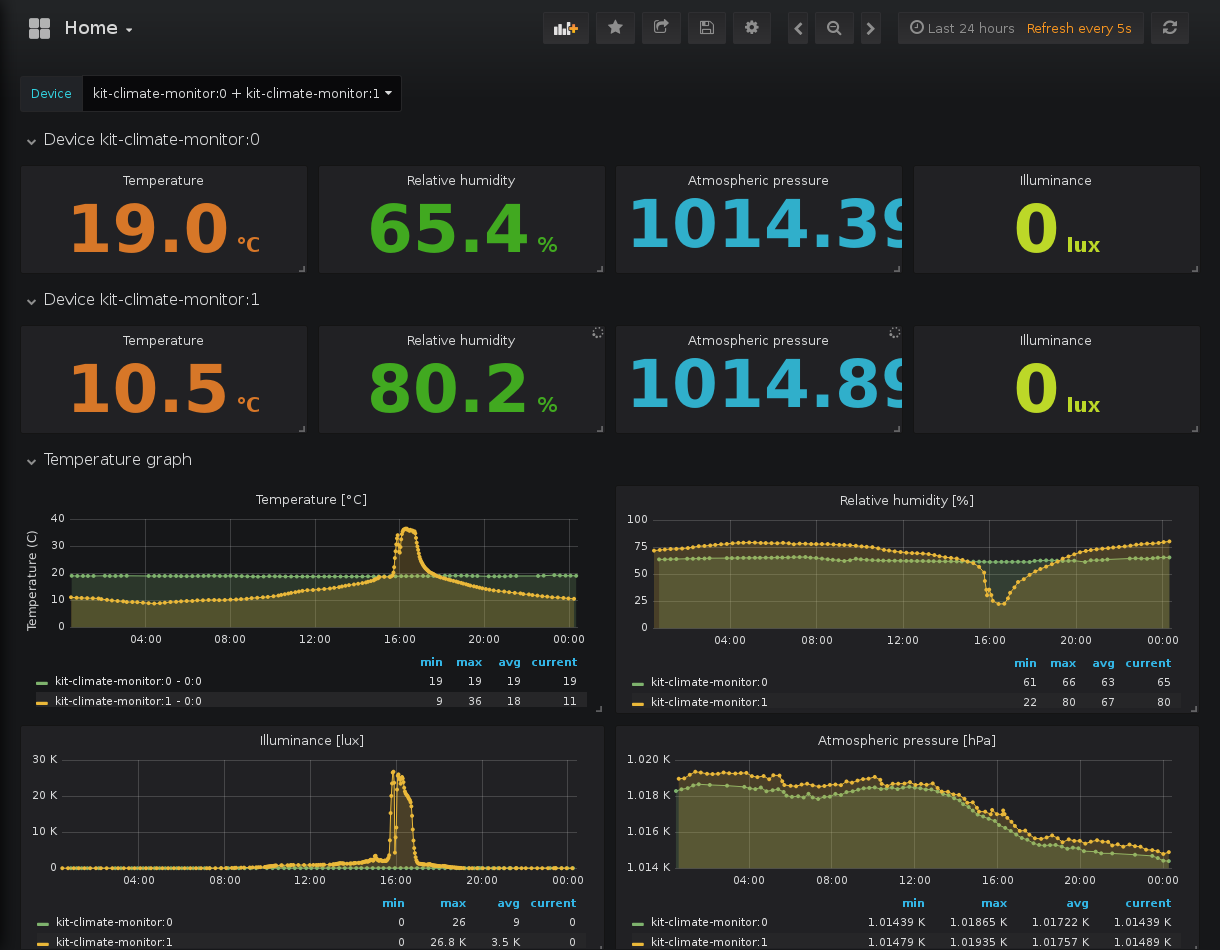 Home
Last 24 hours Refresh every 5s
Device kit-climate-monitor:0 + kit-climate-monitor:1
Device kit-climate-monitor:0
Temperature Relative humidity Atmospheric pressure Illuminance
19.0 °C 65.4 % 1014.39 0 lux
Device kit-climate-monitor:1
Temperature Relative humidity Atmospheric pressure Illuminance
10.5 °C 80.2 % 1014.89 0 lux
Temperature graph
Temperature [°C]
Temperature (C)
40
30
20
10
0
04:00 08:00 12:00 16:00 20:00 00:00
min max avg current
kit-climate-monitor:0 - 0:0 19 19 19 19
kit-climate-monitor:1 - 0:0 9 36 18 11
Relative humidity [%]
100
75
50
25
0
04:00 08:00 12:00 16:00 20:00 00:00
min max avg current
kit-climate-monitor:0 61 66 63 65
kit-climate-monitor:1 22 80 67 80
Illuminance [lux]
30 K
20 K
10 K
0
04:00 08:00 12:00 16:00 20:00 00:00
min max avg current
kit-climate-monitor:0 0 26 9 0
kit-climate-monitor:1 0 26.8 K 3.5 K 0
Atmospheric pressure [hPa]
1.020 K
1.018 K
1.016 K
1.014 K
04:00 08:00 12:00 16:00 20:00 00:00
min max avg current
kit-climate-monitor:0 1.01439 K 1.01865 K 1.01722 K 1.01439 K
kit-climate-monitor:1 1.01479 K 1.01935 K 1.01757 K 1.01489 K